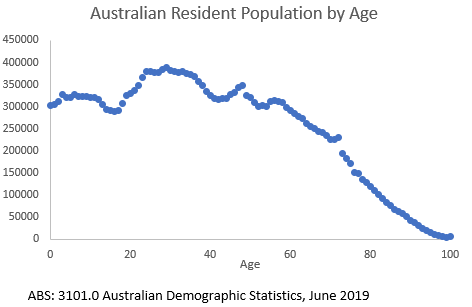 Australian Resident Population by Age
450000
400000
350000
300000
250000
200000
150000
100000
50000
0
0 20 40 60 80 100
Age
ABS: 3101.0 Australian Demographic Statistics, June 2019